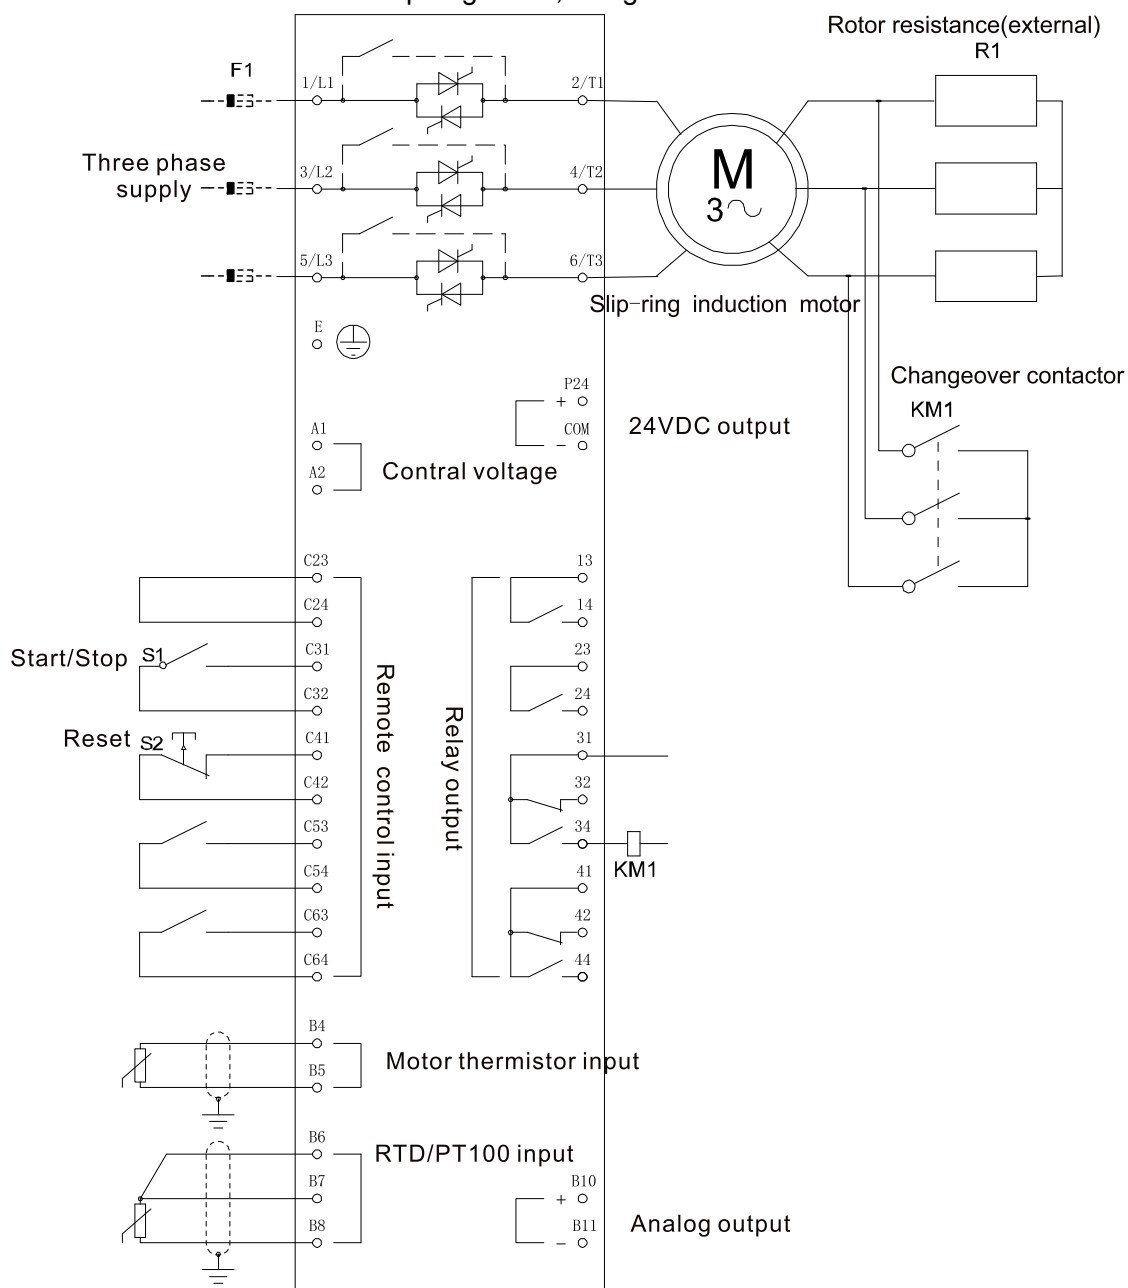 Rotor resistance(external)
R1
F1
1/L1
2/T1
Three phase
supply
3/L2
4/T2
M
3
5/L3
6/T3
Slip-ring induction motor
E
Changeover contactor
KM1
P24
+
24VDC output
COM
-
A1
Contral voltage
A2
C23
13
C24
14
Start/Stop
S1
C31
23
C32
24
Remote control input
Relay output
Reset
S2
C41
31
C42
32
C53
34
KM1
C54
41
C63
42
C64
44
B4
Motor thermistor input
B5
B6
RTD/PT100 input
B7
B10
+
B8
B11
-
Analog output